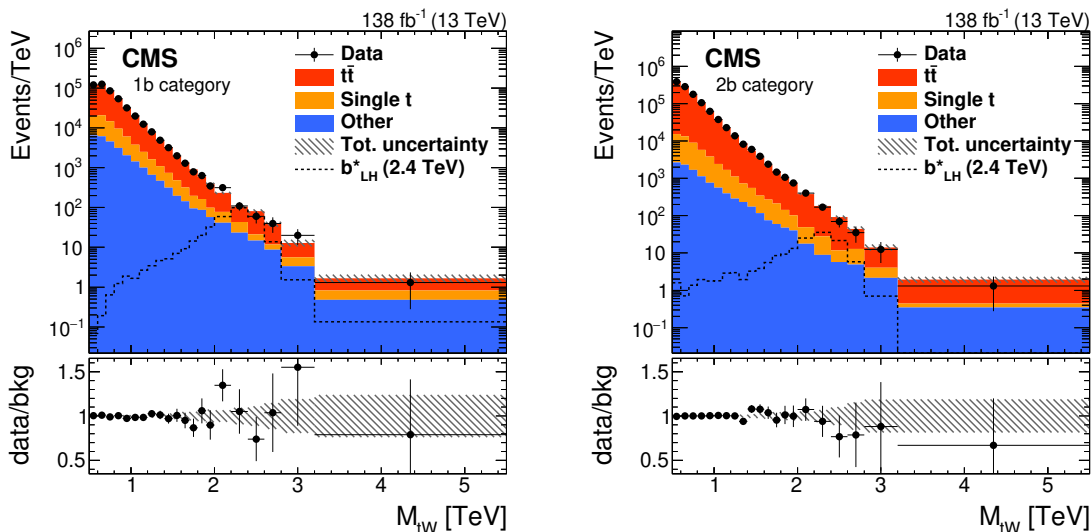 138 fb⁻¹ (13 TeV)
Events/TeV
10⁶
10⁵
10⁴
10³
10²
10
1
10⁻¹
CMS
1b category
Data
tt̄
Single t
Other
Tot. uncertainty
b*LH (2.4 TeV)
data/bkg
1.5
1.0
0.5
1 2 3 4 5
MtW [TeV]
138 fb⁻¹ (13 TeV)
Events/TeV
10⁶
10⁵
10⁴
10³
10²
10
1
10⁻¹
CMS
2b category
Data
tt̄
Single t
Other
Tot. uncertainty
b*LH (2.4 TeV)
data/bkg
1.5
1.0
0.5
1 2 3 4 5
MtW [TeV]